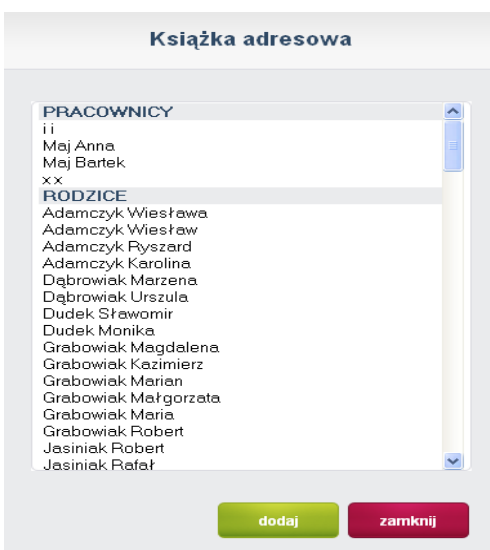 Książka adresowa
PRACOWNICY
i i
Maj Anna
Maj Bartek
x x
RODZICE
Adamczyk Wiesława
Adamczyk Wiesław
Adamczyk Ryszard
Adamczyk Karolina
Dąbrowiak Marzena
Dąbrowiak Urszula
Dudek Sławomir
Dudek Monika
Grabowiak Magdalena
Grabowiak Kazimierz
Grabowiak Marian
Grabowiak Małgorzata
Grabowiak Maria
Grabowiak Robert
Jasiniak Robert
Jasiniak Rafał
dodaj
zamknij